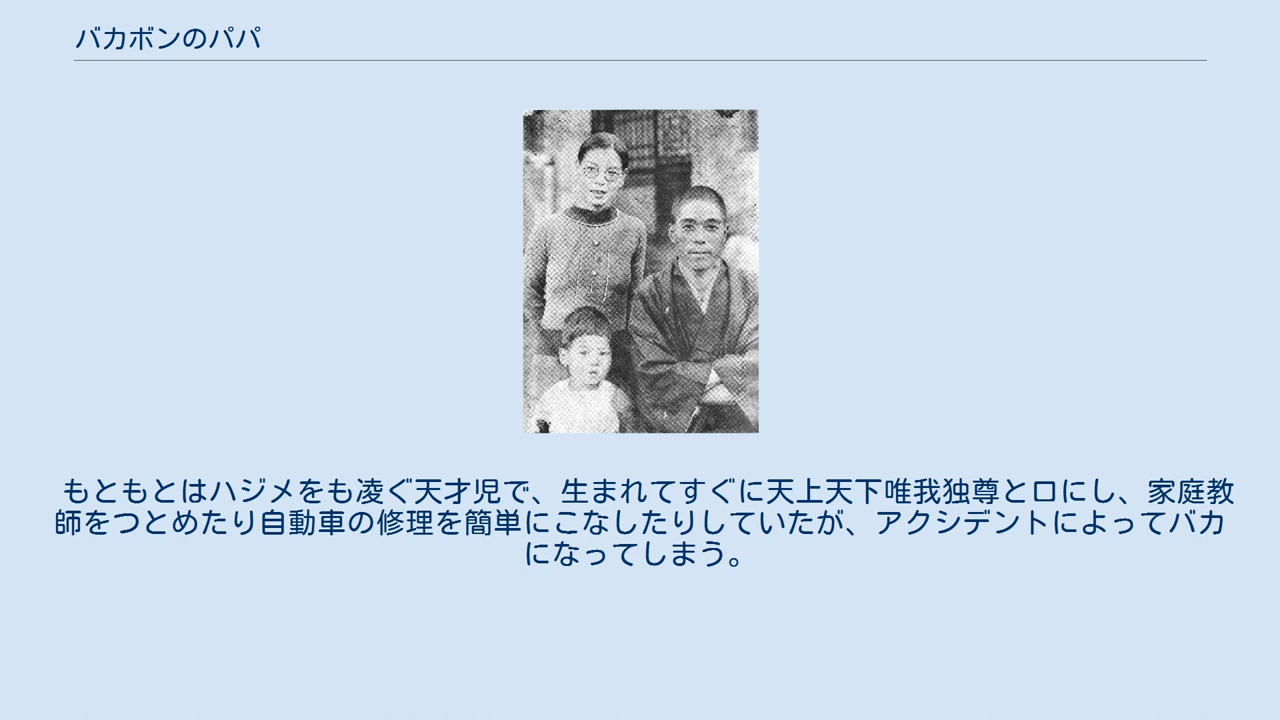 バカボンのパパ
もともとはハジメをも凌ぐ天才児で、生まれてすぐに天上天下唯我独尊と口にし、家庭教
師をつとめたり自動車の修理を簡単にこなしたりしていたが、アクシデントによってバカ
になってしまう。